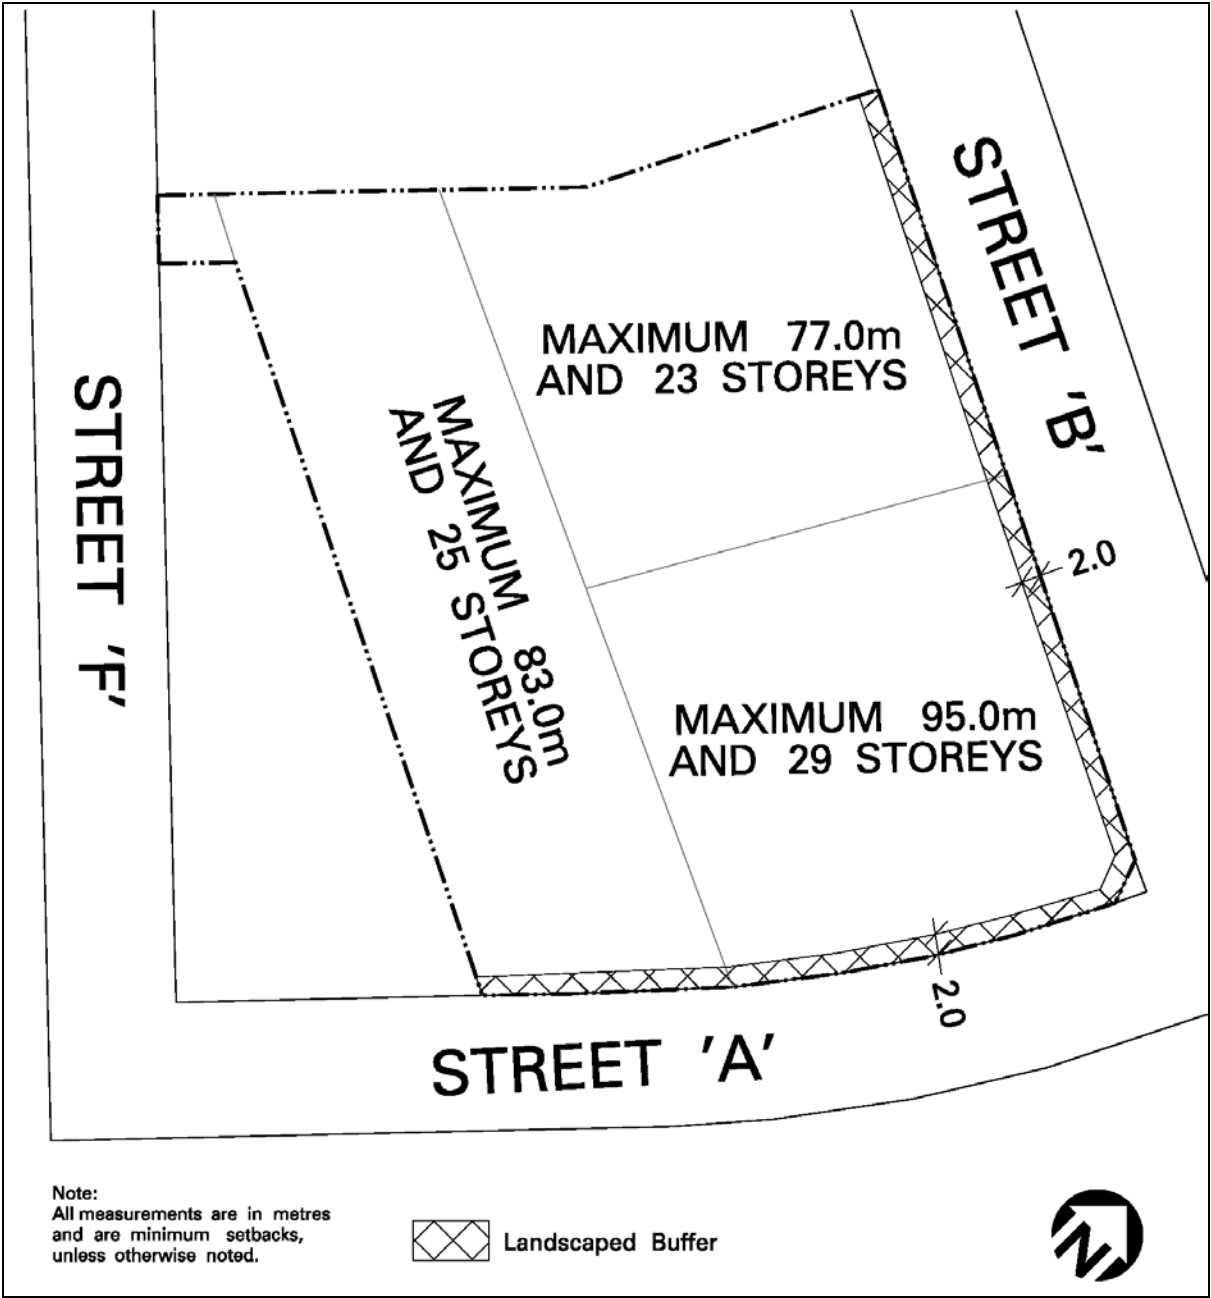 STREET 'B'
MAXIMUM 77.0m
AND 23 STOREYS
STREET 'F'
MAXIMUM 83.0m
AND 25 STOREYS
2.0
MAXIMUM 95.0m
AND 29 STOREYS
2.0
STREET 'A'
Note:
All measurements are in metres
and are minimum setbacks,
unless otherwise noted.
Landscaped Buffer
N